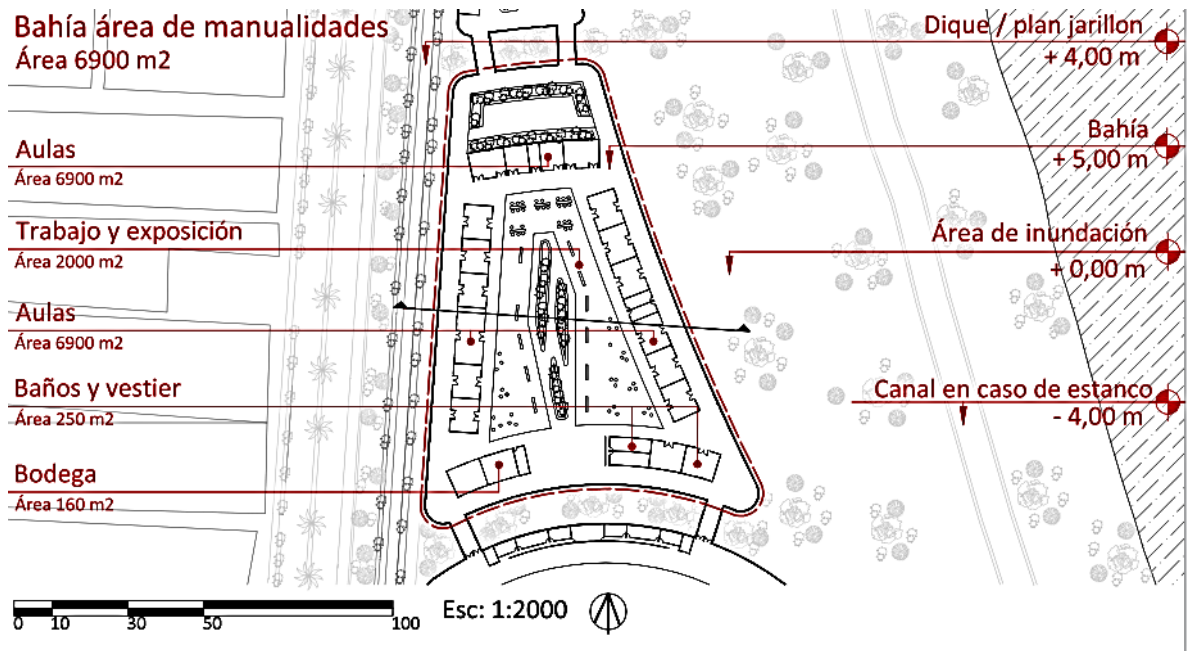 Bahía área de manualidades
Área 6900 m2
Aulas
Área 6900 m2
Trabajo y exposición
Área 2000 m2
Aulas
Área 6900 m2
Baños y vestier
Área 250 m2
Bodega
Área 160 m2
Dique / plan jarillon
+ 4,00 m
Bahía
+ 5,00 m
Área de inundación
+ 0,00 m
Canal en caso de estanco
- 4,00 m
0 10 30 50 100
Esc: 1:2000